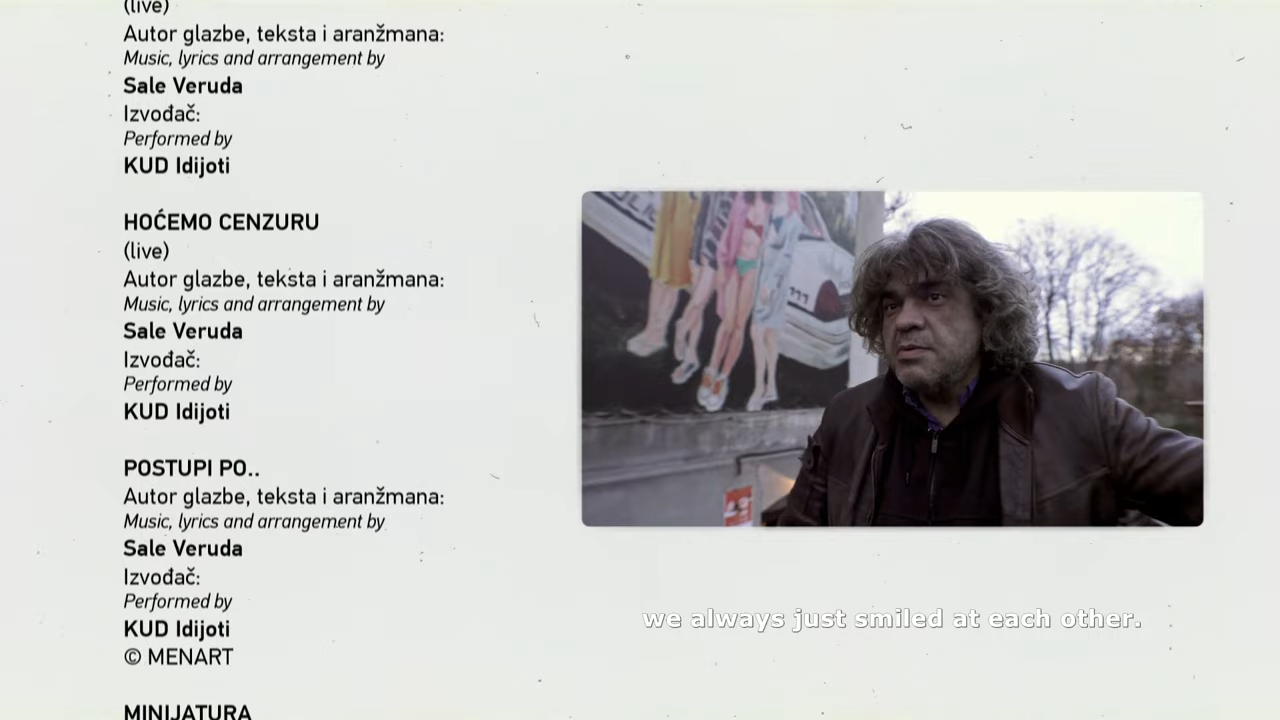 (live)
Autor glazbe, teksta i aranžmana:
Music, lyrics and arrangement by
Sale Veruda
Izvođač:
Performed by
KUD Idijoti
HOĆEMO CENZURU
(live)
Autor glazbe, teksta i aranžmana:
Music, lyrics and arrangement by
Sale Veruda
Izvođač:
Performed by
KUD Idijoti
POSTUPI PO..
Autor glazbe, teksta i aranžmana:
Music, lyrics and arrangement by
Sale Veruda
Izvođač:
Performed by
KUD Idijoti
© MENART
MINIJATURA
we always just smiled at each other.